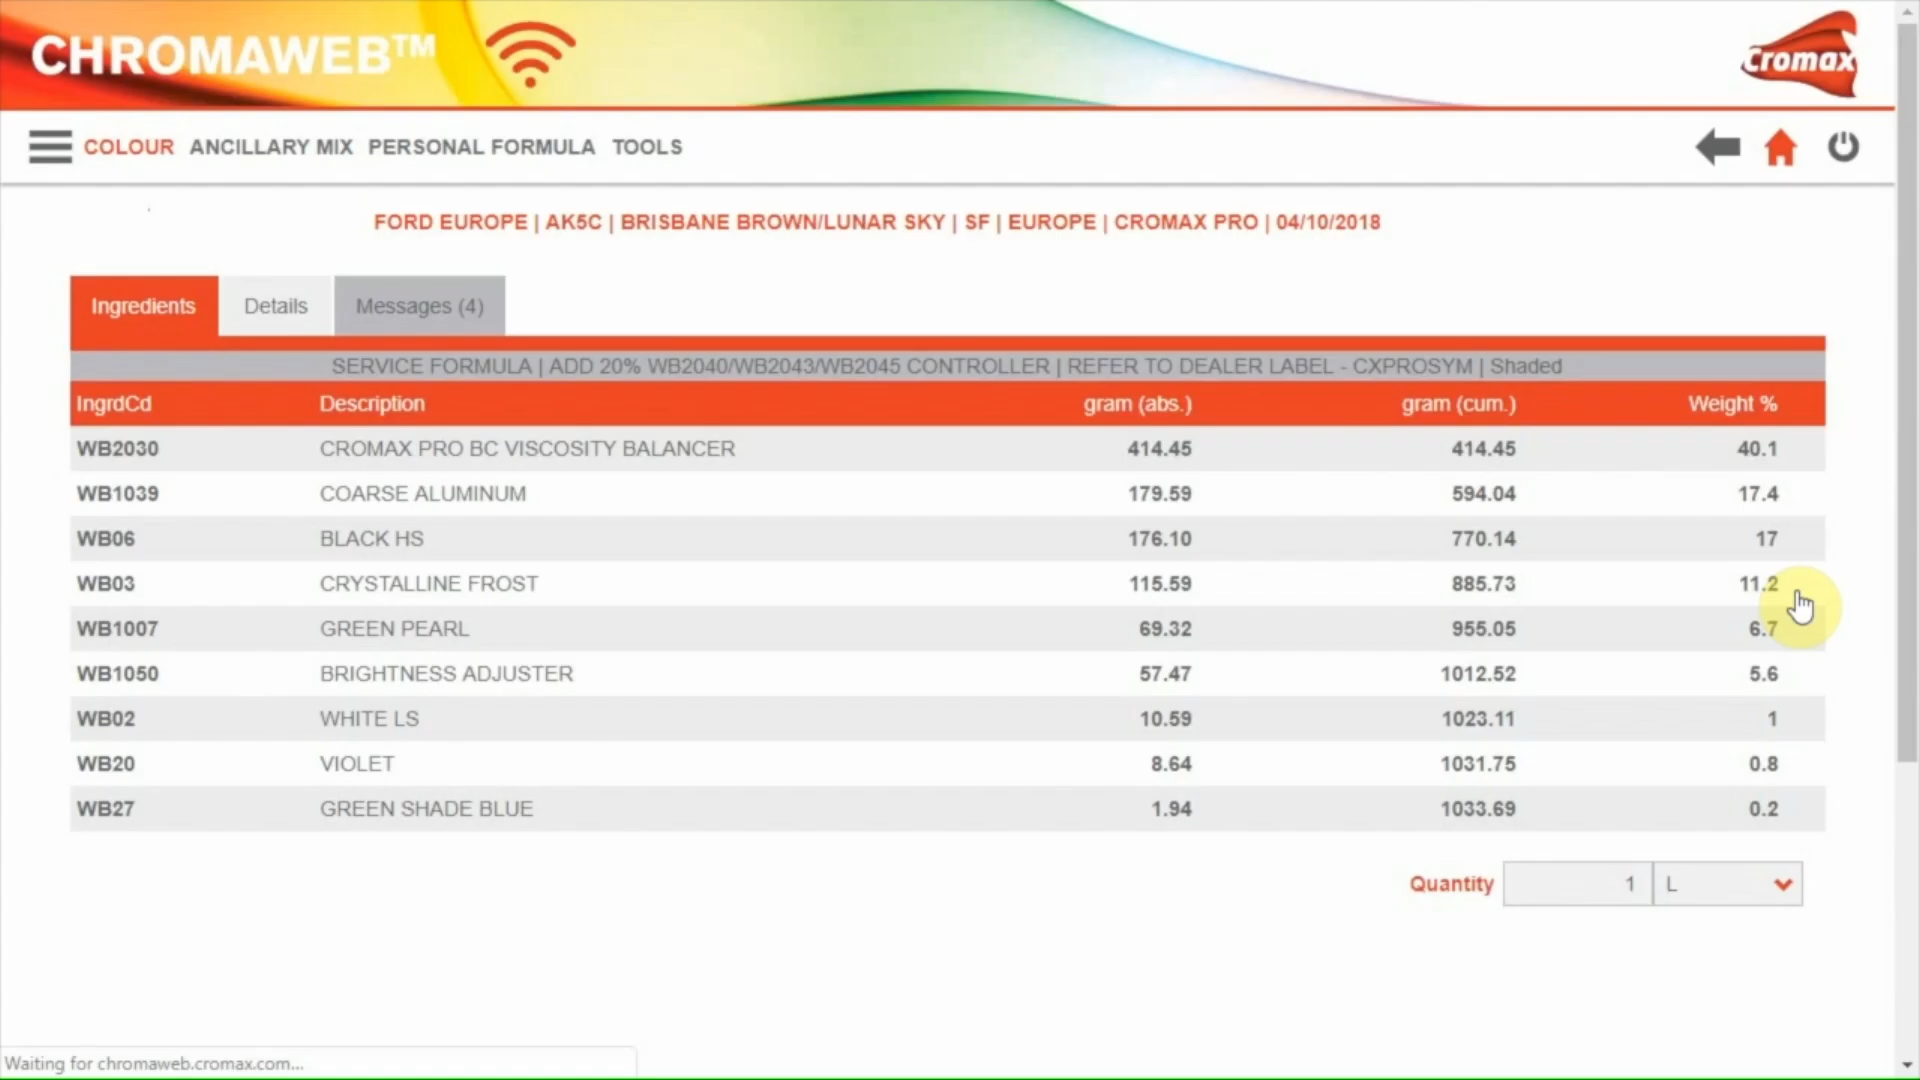 CHROMAWEB™
Cromax
COLOUR ANCILLARY MIX PERSONAL FORMULA TOOLS
FORD EUROPE | AK5C | BRISBANE BROWN/LUNAR SKY | SF | EUROPE | CROMAX PRO | 04/10/2018
Ingredients Details Messages (4)
SERVICE FORMULA | ADD 20% WB2040/WB2043/WB2045 CONTROLLER | REFER TO DEALER LABEL - CXPROSYM | Shaded
IngrdCd Description gram (abs.) gram (cum.) Weight %
WB2030 CROMAX PRO BC VISCOSITY BALANCER 414.45 414.45 40.1
WB1039 COARSE ALUMINUM 179.59 594.04 17.4
WB06 BLACK HS 176.10 770.14 17
WB03 CRYSTALLINE FROST 115.59 885.73 11.2
WB1007 GREEN PEARL 69.32 955.05 6.7
WB1050 BRIGHTNESS ADJUSTER 57.47 1012.52 5.6
WB02 WHITE LS 10.59 1023.11 1
WB20 VIOLET 8.64 1031.75 0.8
WB27 GREEN SHADE BLUE 1.94 1033.69 0.2
Quantity 1 L
Waiting for chromaweb.cromax.com...